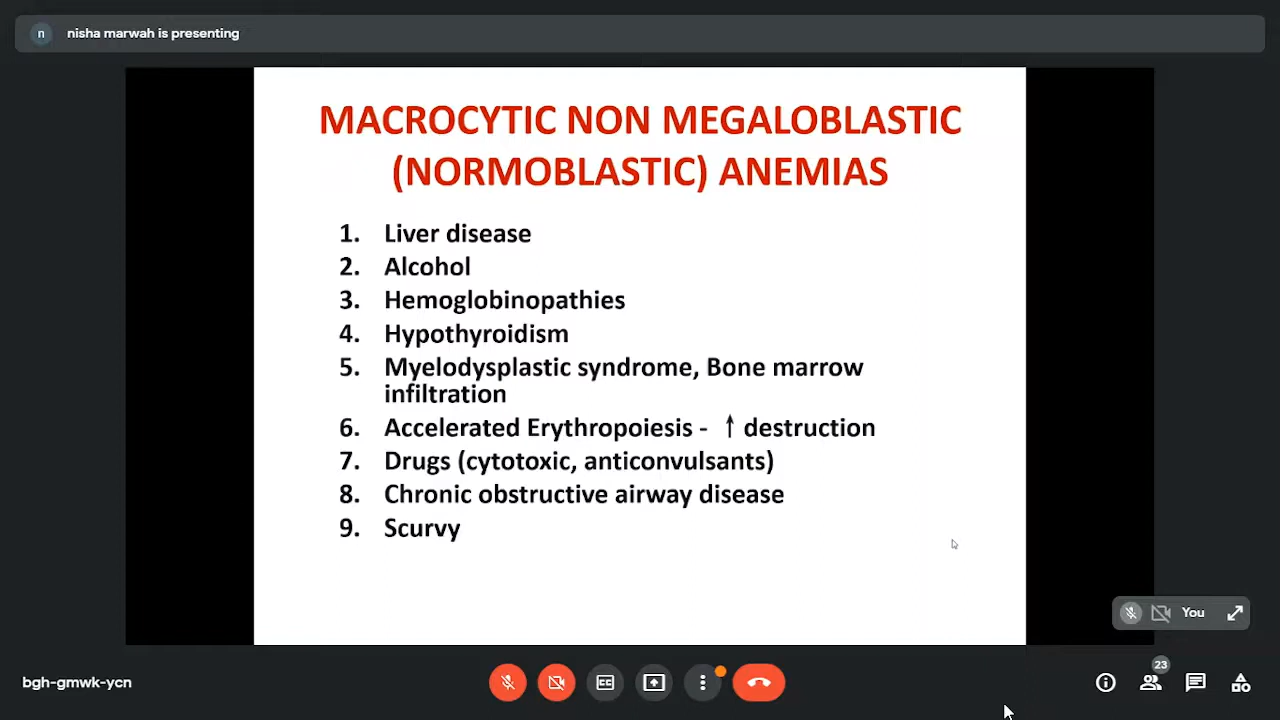 n nisha marwah is presenting
MACROCYTIC NON MEGALOBLASTIC
(NORMOBLASTIC) ANEMIAS
1. Liver disease
2. Alcohol
3. Hemoglobinopathies
4. Hypothyroidism
5. Myelodysplastic syndrome, Bone marrow
infiltration
6. Accelerated Erythropoiesis - ↑ destruction
7. Drugs (cytotoxic, anticonvulsants)
8. Chronic obstructive airway disease
9. Scurvy
You
23
bgh-gmwk-ycn
CC